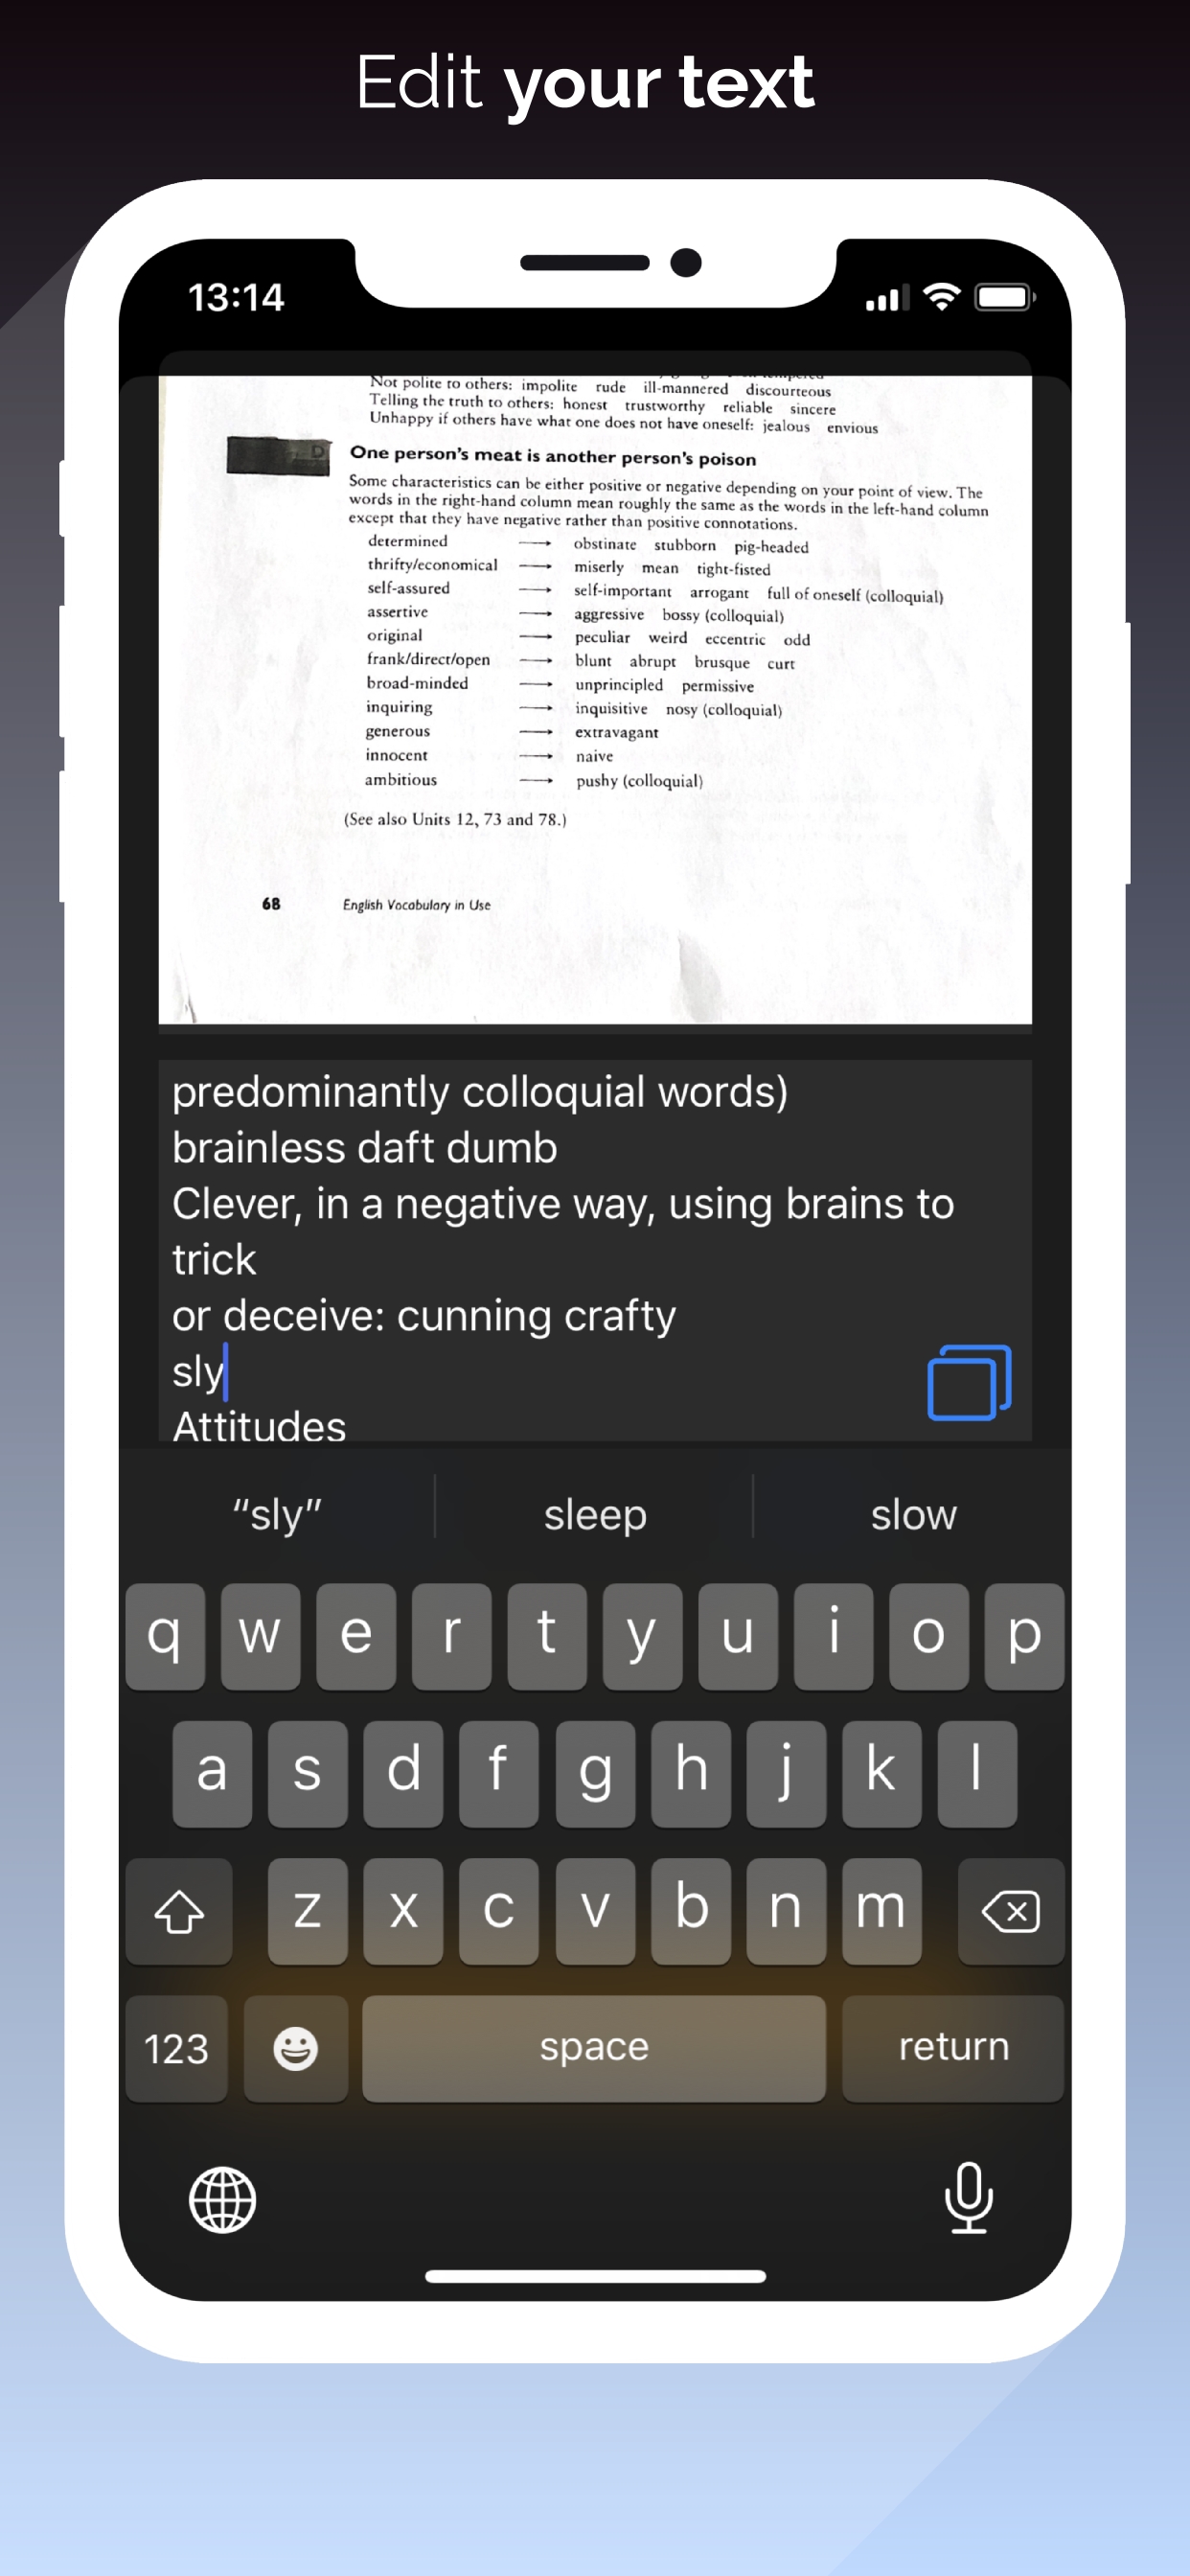 Edit your text
13:14
Not polite to others: impolite rude ill-mannered discourteous
Telling the truth to others: honest trustworthy reliable sincere
Unhappy if others have what one does not have oneself: jealous envious
D
One person's meat is another person's poison
Some characteristics can be either positive or negative depending on your point of view. The
words in the right-hand column mean roughly the same as the words in the left-hand column
except that they have negative rather than positive connotations.
determined → obstinate stubborn pig-headed
thrifty/economical → miserly mean tight-fisted
self-assured → self-important arrogant full of oneself (colloquial)
assertive → aggressive bossy (colloquial)
original → peculiar weird eccentric odd
frank/direct/open → blunt abrupt brusque curt
broad-minded → unprincipled permissive
inquiring → inquisitive nosy (colloquial)
generous → extravagant
innocent → naive
ambitious → pushy (colloquial)
(See also Units 12, 73 and 78.)
68 English Vocabulary in Use
predominantly colloquial words)
brainless daft dumb
Clever, in a negative way, using brains to
trick
or deceive: cunning crafty
sly
Attitudes
“sly” sleep slow
q w e r t y u i o p
a s d f g h j k l
z x c v b n m
123 space return